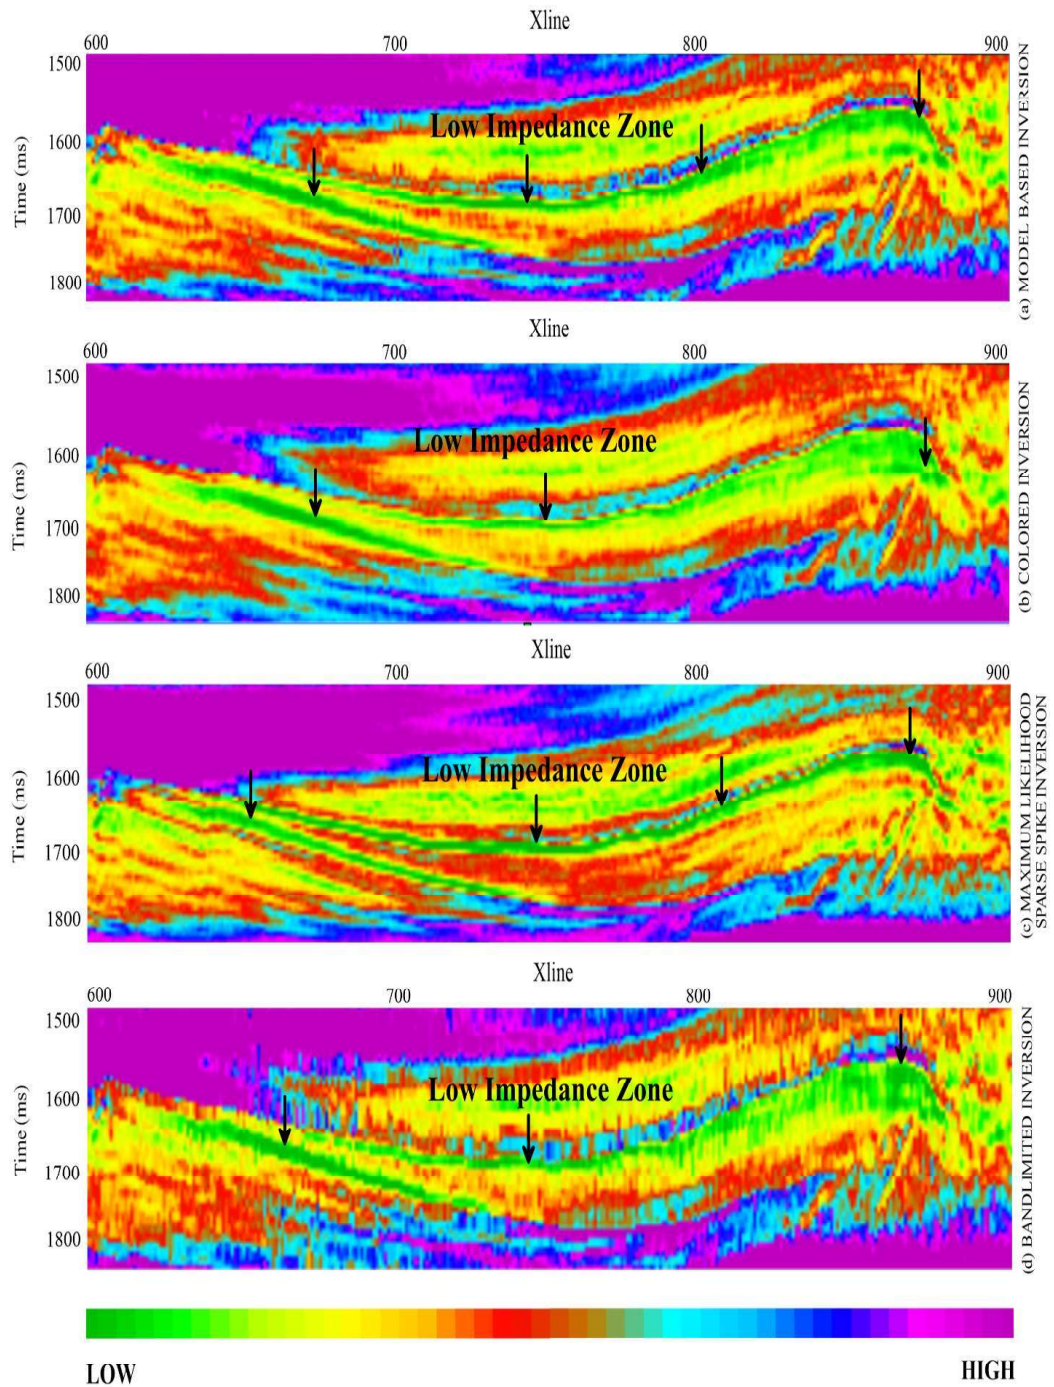 Xline
600 700 800 900
1500
1600
1700
1800
Time (ms)
Low Impedance Zone
(a) MODEL BASED INVERSION
Xline
600 700 800 900
1500
1600
1700
1800
Time (ms)
Low Impedance Zone
(b) COLORED INVERSION
Xline
600 700 800 900
1500
1600
1700
1800
Time (ms)
Low Impedance Zone
(c) MAXIMUM LIKELIHOOD
SPARSE SPIKE INVERSION
Xline
600 700 800 900
1500
1600
1700
1800
Time (ms)
Low Impedance Zone
(d) BANDLIMITED INVERSION
LOW HIGH